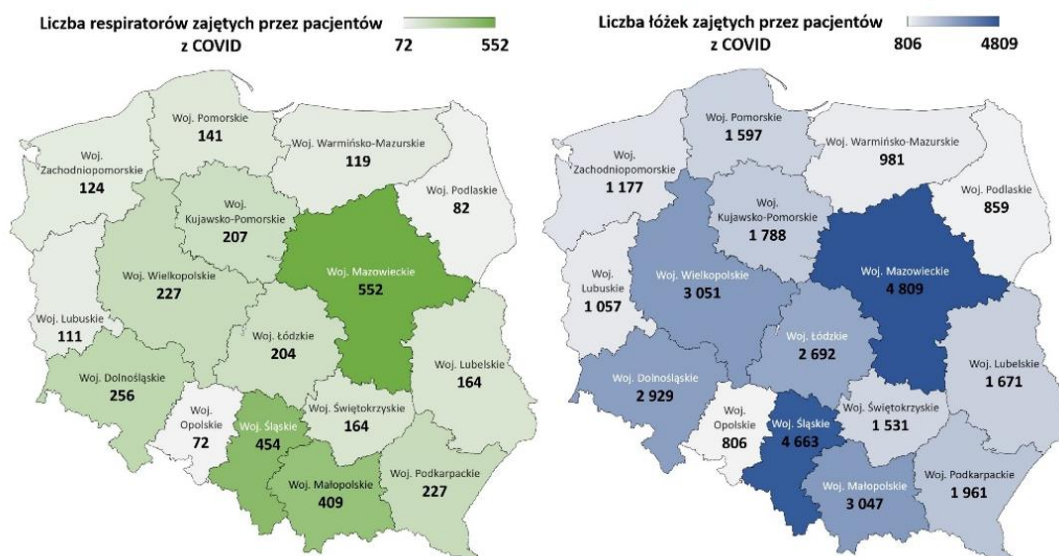 Liczba respiratorów zajętych przez pacjentów
z COVID
72
552
Woj. Pomorskie
141
Woj. Warmińsko-Mazurskie
119
Woj.
Zachodniopomorskie
124
Woj. Podlaskie
82
Woj.
Kujawsko-Pomorskie
207
Woj. Mazowieckie
552
Woj. Wielkopolskie
227
Woj. Lubuskie
111
Woj. Łódzkie
204
Woj. Lubelskie
164
Woj. Dolnośląskie
256
Woj.
Opolskie
72
Woj. Śląskie
454
Woj. Świętokrzyskie
164
Woj. Małopolskie
409
Woj. Podkarpackie
227
Liczba łóżek zajętych przez pacjentów
z COVID
806
4809
Woj. Pomorskie
1 597
Woj. Warmińsko-Mazurskie
981
Woj.
Zachodniopomorskie
1 177
Woj. Podlaskie
859
Woj.
Kujawsko-Pomorskie
1 788
Woj. Mazowieckie
4 809
Woj. Wielkopolskie
3 051
Woj.
Lubuskie
1 057
Woj. Łódzkie
2 692
Woj. Lubelskie
1 671
Woj. Dolnośląskie
2 929
Woj.
Opolskie
806
Woj. Śląskie
4 663
Woj. Świętokrzyskie
1 531
Woj. Małopolskie
3 047
Woj. Podkarpackie
1 961